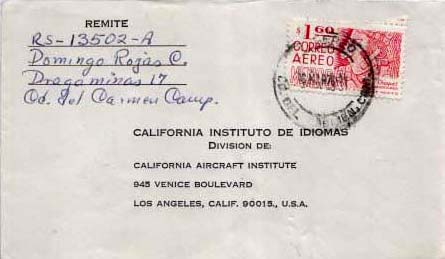 REMITE
RS-13502-A
Domingo Rojas C.
Dragaminas 17
Cd. del Carmen Camp.
1 60
CORREO
AEREO
CALIFORNIA INSTITUTO DE IDIOMAS
DIVISION DE:
CALIFORNIA AIRCRAFT INSTITUTE
945 VENICE BOULEVARD
LOS ANGELES, CALIF. 90015., U.S.A.